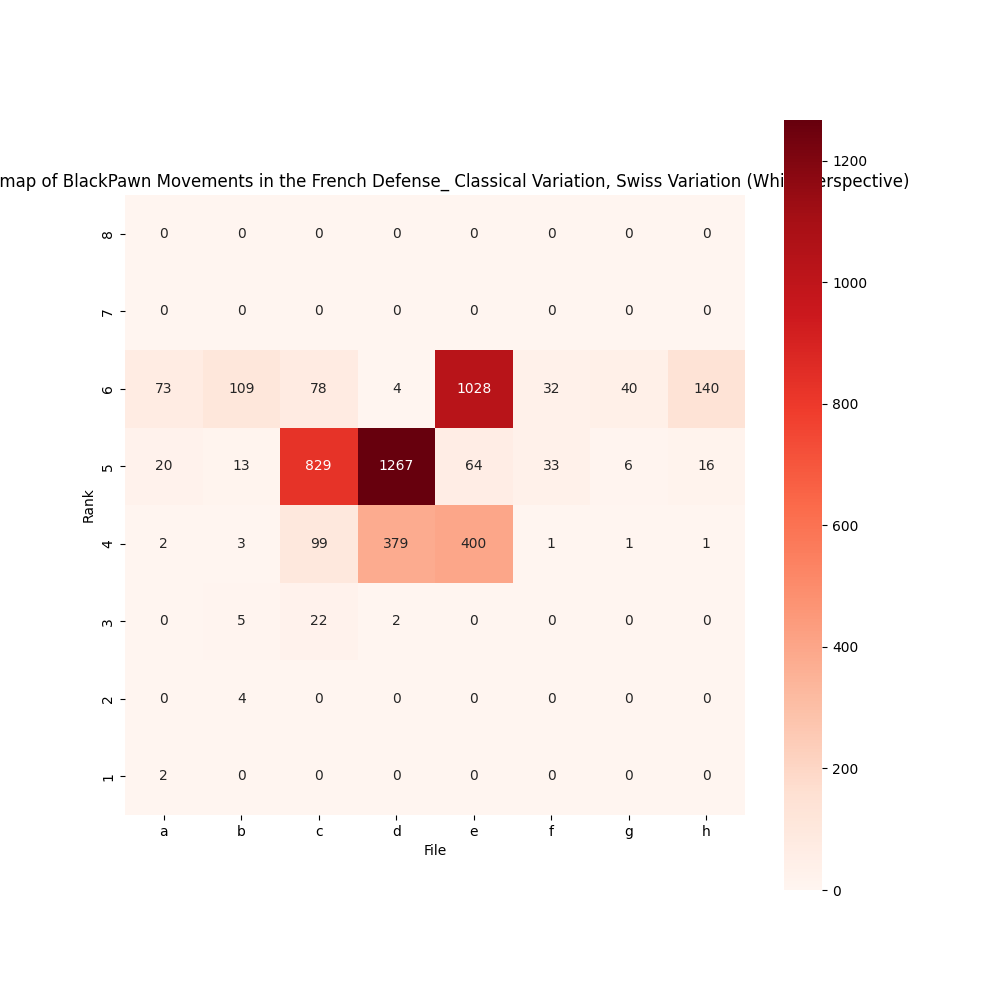 map of BlackPawn Movements in the French Defense_ Classical Variation, Swiss Variation (Whi erspective)
8 0 0 0 0 0 0 0 0
7 0 0 0 0 0 0 0 0
6 73 109 78 4 1028 32 40 140
5 20 13 829 1267 64 33 6 16
4 2 3 99 379 400 1 1 1
3 0 5 22 2 0 0 0 0
2 0 4 0 0 0 0 0 0
1 2 0 0 0 0 0 0 0
a b c d e f g h
File
Rank
1200
1000
800
600
400
200
0